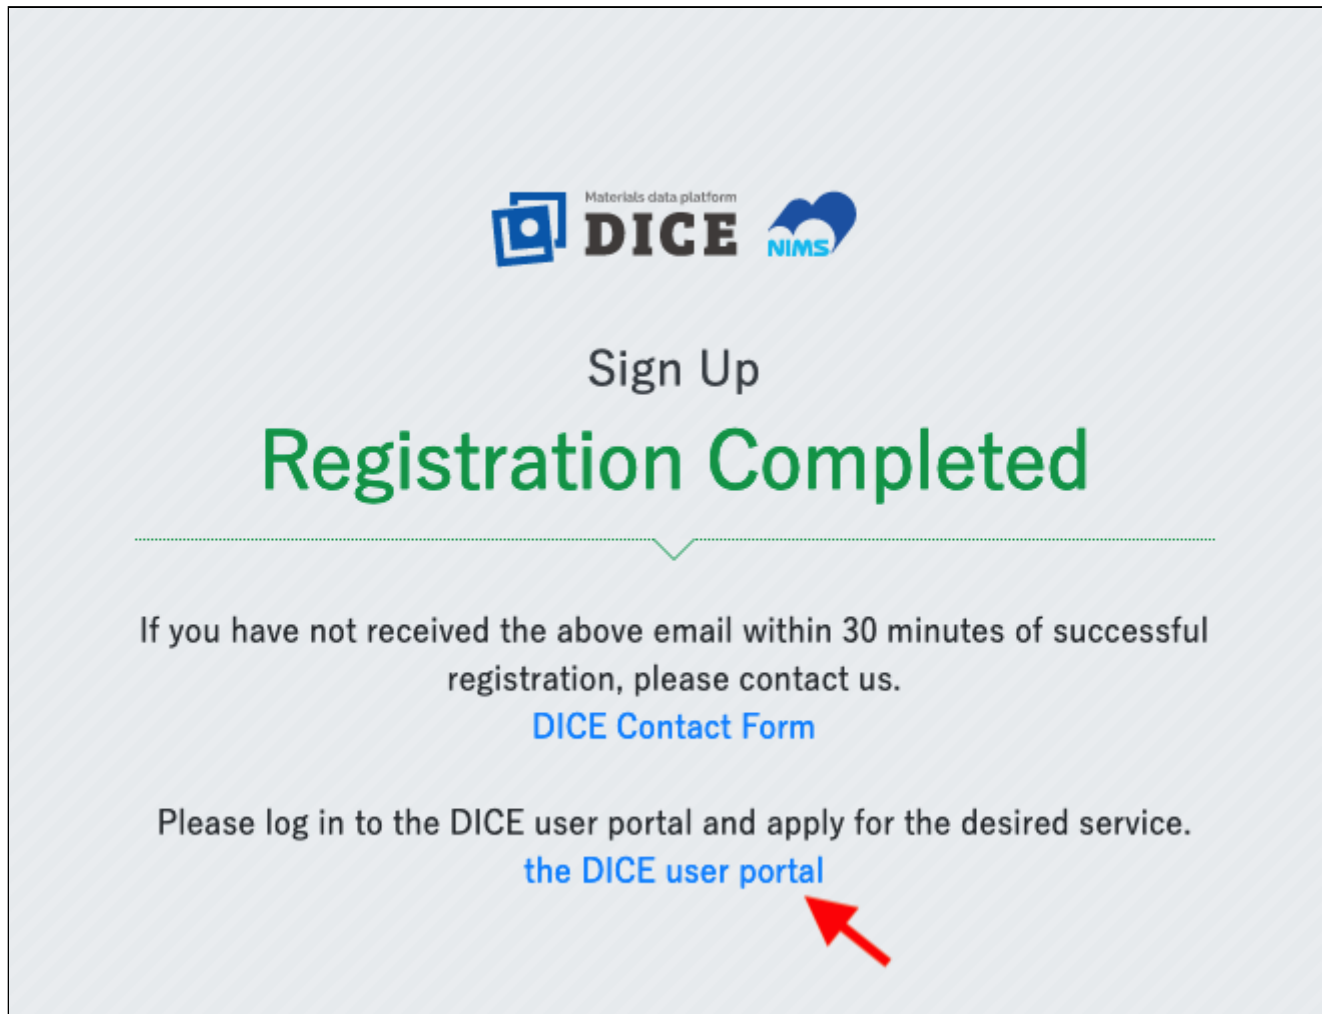 Materials data platform
DICE
NIMS
Sign Up
Registration Completed
If you have not received the above email within 30 minutes of successful
registration, please contact us.
DICE Contact Form
Please log in to the DICE user portal and apply for the desired service.
the DICE user portal